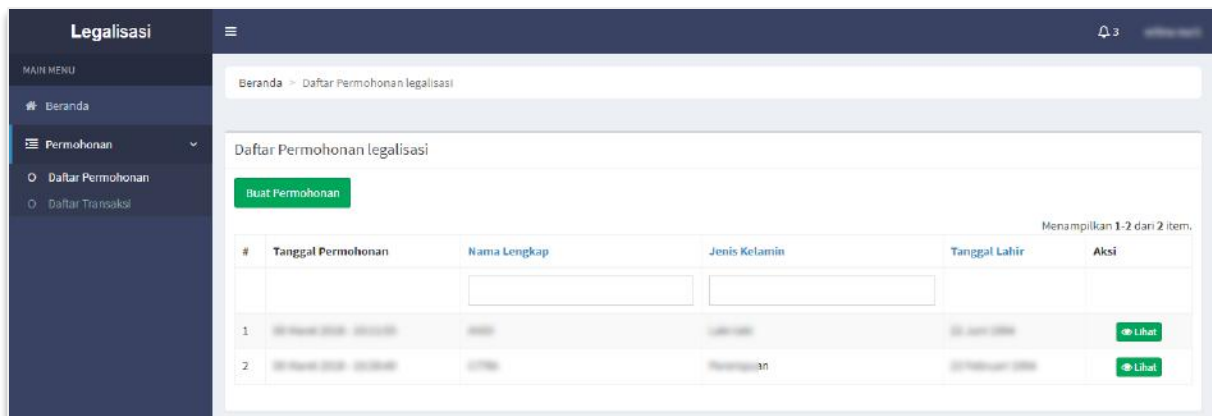 Legalisasi
3
MAIN MENU
Beranda
Permohonan
Daftar Permohonan
Daftar Transaksi
Beranda > Daftar Permohonan legalisasi
Daftar Permohonan legalisasi
Buat Permohonan
Menampilkan 1-2 dari 2 item.
# Tanggal Permohonan Nama Lengkap Jenis Kelamin Tanggal Lahir Aksi
1 Lihat
2 Lihat